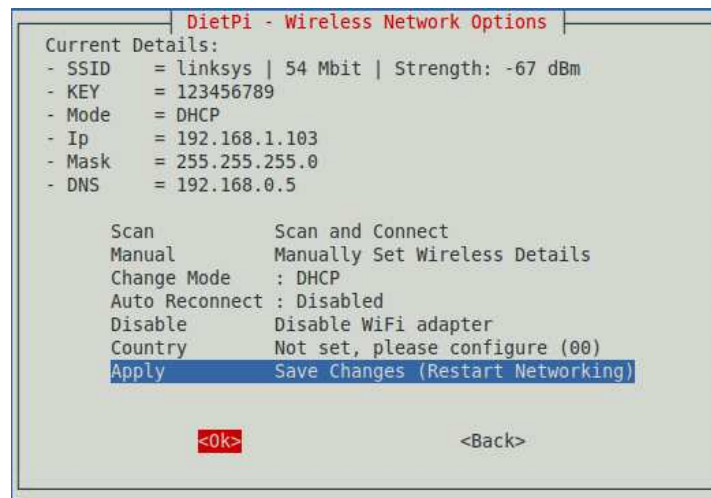 DietPi - Wireless Network Options
Current Details:
- SSID    = linksys | 54 Mbit | Strength: -67 dBm
- KEY     = 123456789
- Mode    = DHCP
- Ip      = 192.168.1.103
- Mask    = 255.255.255.0
- DNS     = 192.168.0.5
Scan           Scan and Connect
Manual         Manually Set Wireless Details
Change Mode    : DHCP
Auto Reconnect : Disabled
Disable        Disable WiFi adapter
Country        Not set, please configure (00)
Apply          Save Changes (Restart Networking)
<Ok>                    <Back>